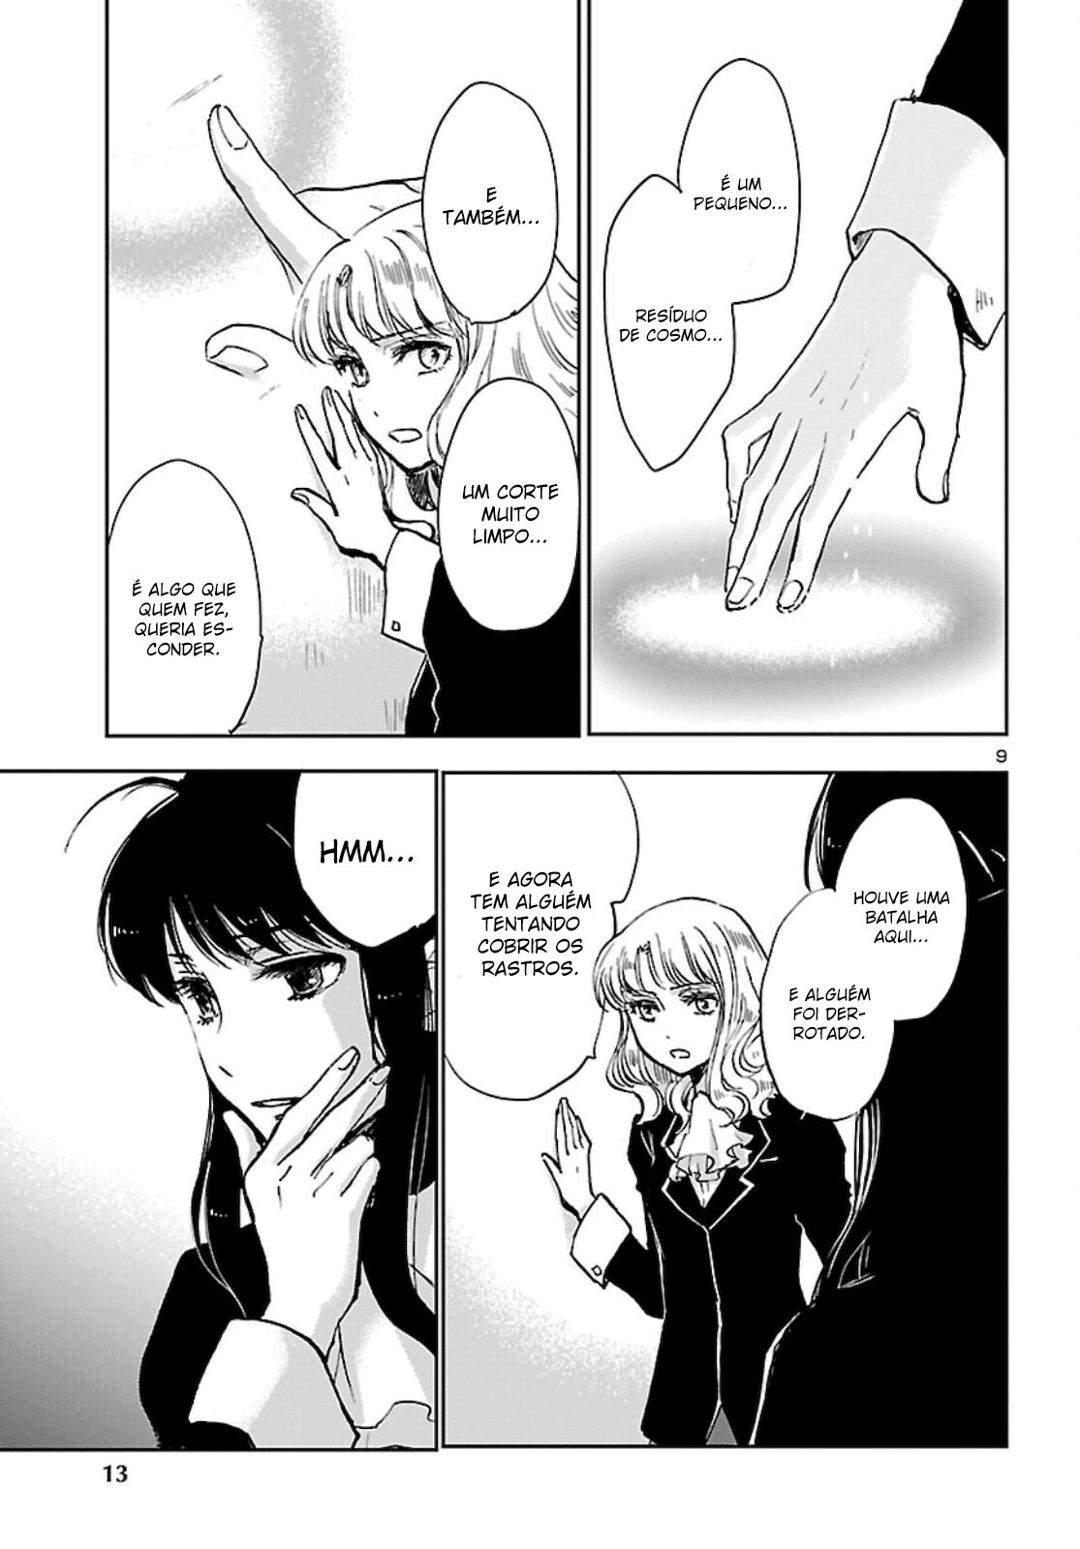 É UM
PEQUENO...
RESÍDUO
DE COSMO...
E
TAMBÉM...
UM CORTE
MUITO
LIMPO...
É ALGO QUE
QUEM FEZ,
QUERIA ES-
CONDER.
9
HOUVE UMA
BATALHA
AQUI...
E ALGUÉM
FOI DER-
ROTADO.
E AGORA
TEM ALGUÉM
TENTANDO
COBRIR OS
RASTROS.
HMM...
13